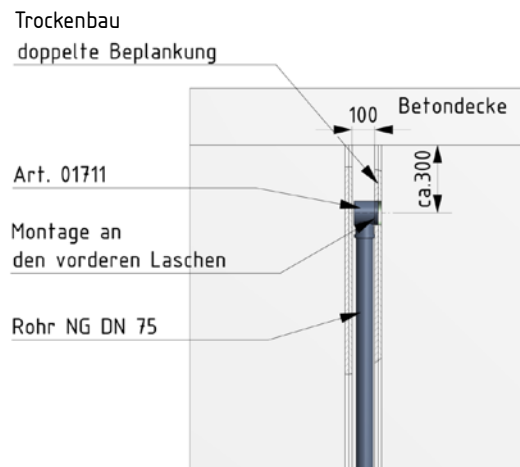 Trockenbau
doppelte Beplankung
100
Betondecke
ca.300
Art. 01711
Montage an
den vorderen Laschen
Rohr NG DN 75